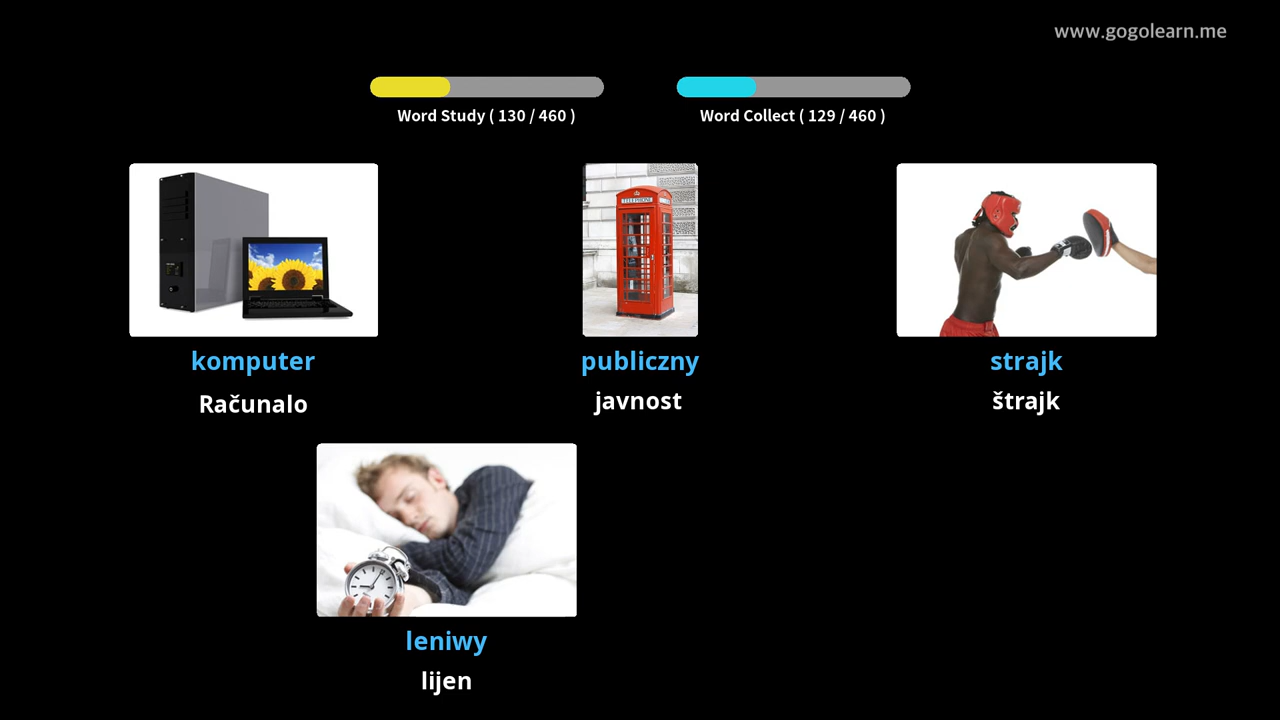 www.gogolearn.me
Word Study ( 130 / 460 )
Word Collect ( 129 / 460 )
TELEPHONE
komputer
publiczny
strajk
Računalo
javnost
štrajk
leniwy
lijen